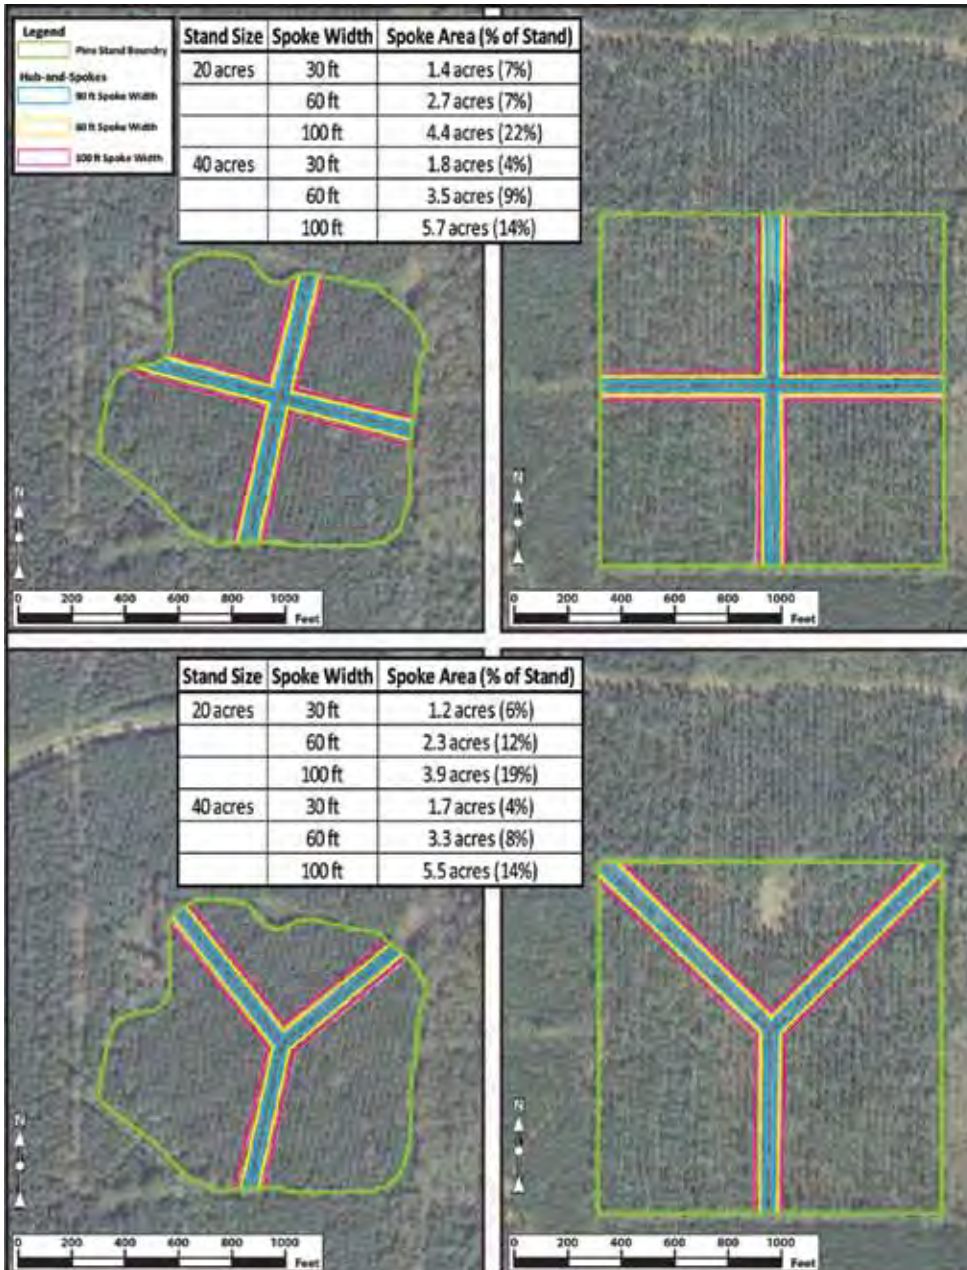 Legend
Pine Stand Boundry
Hub-and-Spokes
60 ft Spoke Width
100 ft Spoke Width
Stand Size Spoke Width Spoke Area (% of Stand)
20 acres 30 ft 1.4 acres (7%)
60 ft 2.7 acres (7%)
100 ft 4.4 acres (22%)
40 acres 30 ft 1.8 acres (4%)
60 ft 3.5 acres (9%)
100 ft 5.7 acres (14%)
N
0 200 400 600 800 1000
Feet
N
0 200 400 600 800 1000
Feet
Stand Size Spoke Width Spoke Area (% of Stand)
20 acres 30 ft 1.2 acres (6%)
60 ft 2.3 acres (12%)
100 ft 3.9 acres (19%)
40 acres 30 ft 1.7 acres (4%)
60 ft 3.3 acres (8%)
100 ft 5.5 acres (14%)
N
0 200 400 600 800 1000
Feet
N
0 200 400 600 800 1000
Feet